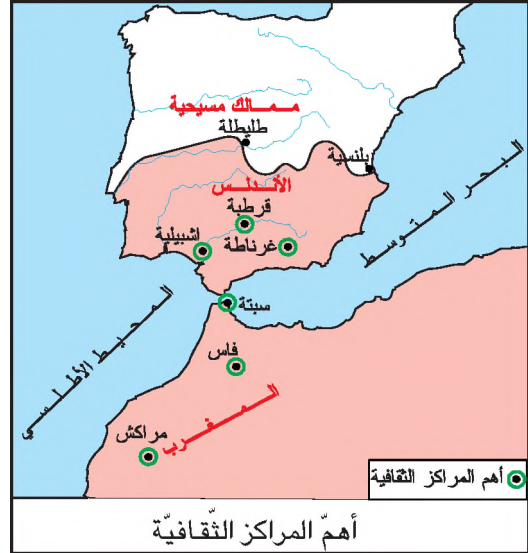 ممالك مسيحية
طليطلة
بلنسية
الأندلس
قرطبة
اشبيلية
غرناطة
البحر المتوسط
سبتة
المحيط الأطلسي
فاس
المغرب
مراكش
أهم المراكز الثقافية
أهمّ المراكز الثّقافيّة